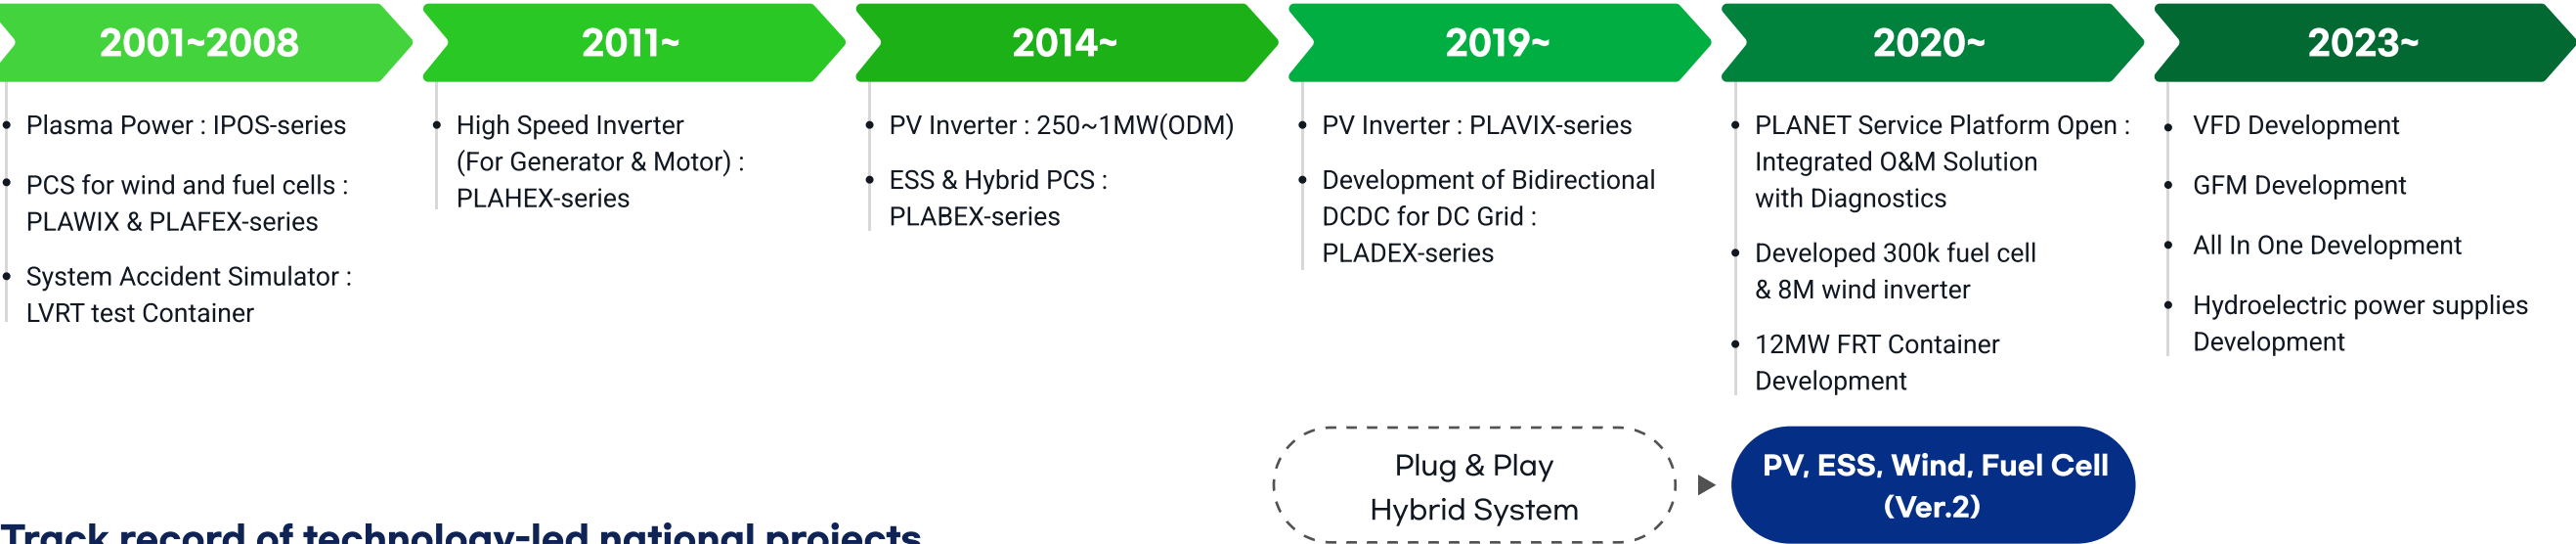 2001~2008
Plasma Power : IPOS-series
PCS for wind and fuel cells :
PLAWIX & PLAFEX-series
System Accident Simulator :
LVRT test Container
2011~
High Speed Inverter
(For Generator & Motor) :
PLAHEX-series
2014~
PV Inverter : 250~1MW(ODM)
ESS & Hybrid PCS :
PLABEX-series
2019~
PV Inverter : PLAVIX-series
Development of Bidirectional
DCDC for DC Grid :
PLADEX-series
2020~
PLANET Service Platform Open :
Integrated O&M Solution
with Diagnostics
Developed 300k fuel cell
& 8M wind inverter
12MW FRT Container
Development
2023~
VFD Development
GFM Development
All In One Development
Hydroelectric power supplies
Development
Plug & Play
Hybrid System
PV, ESS, Wind, Fuel Cell
(Ver.2)
Track record of technology-led national projects